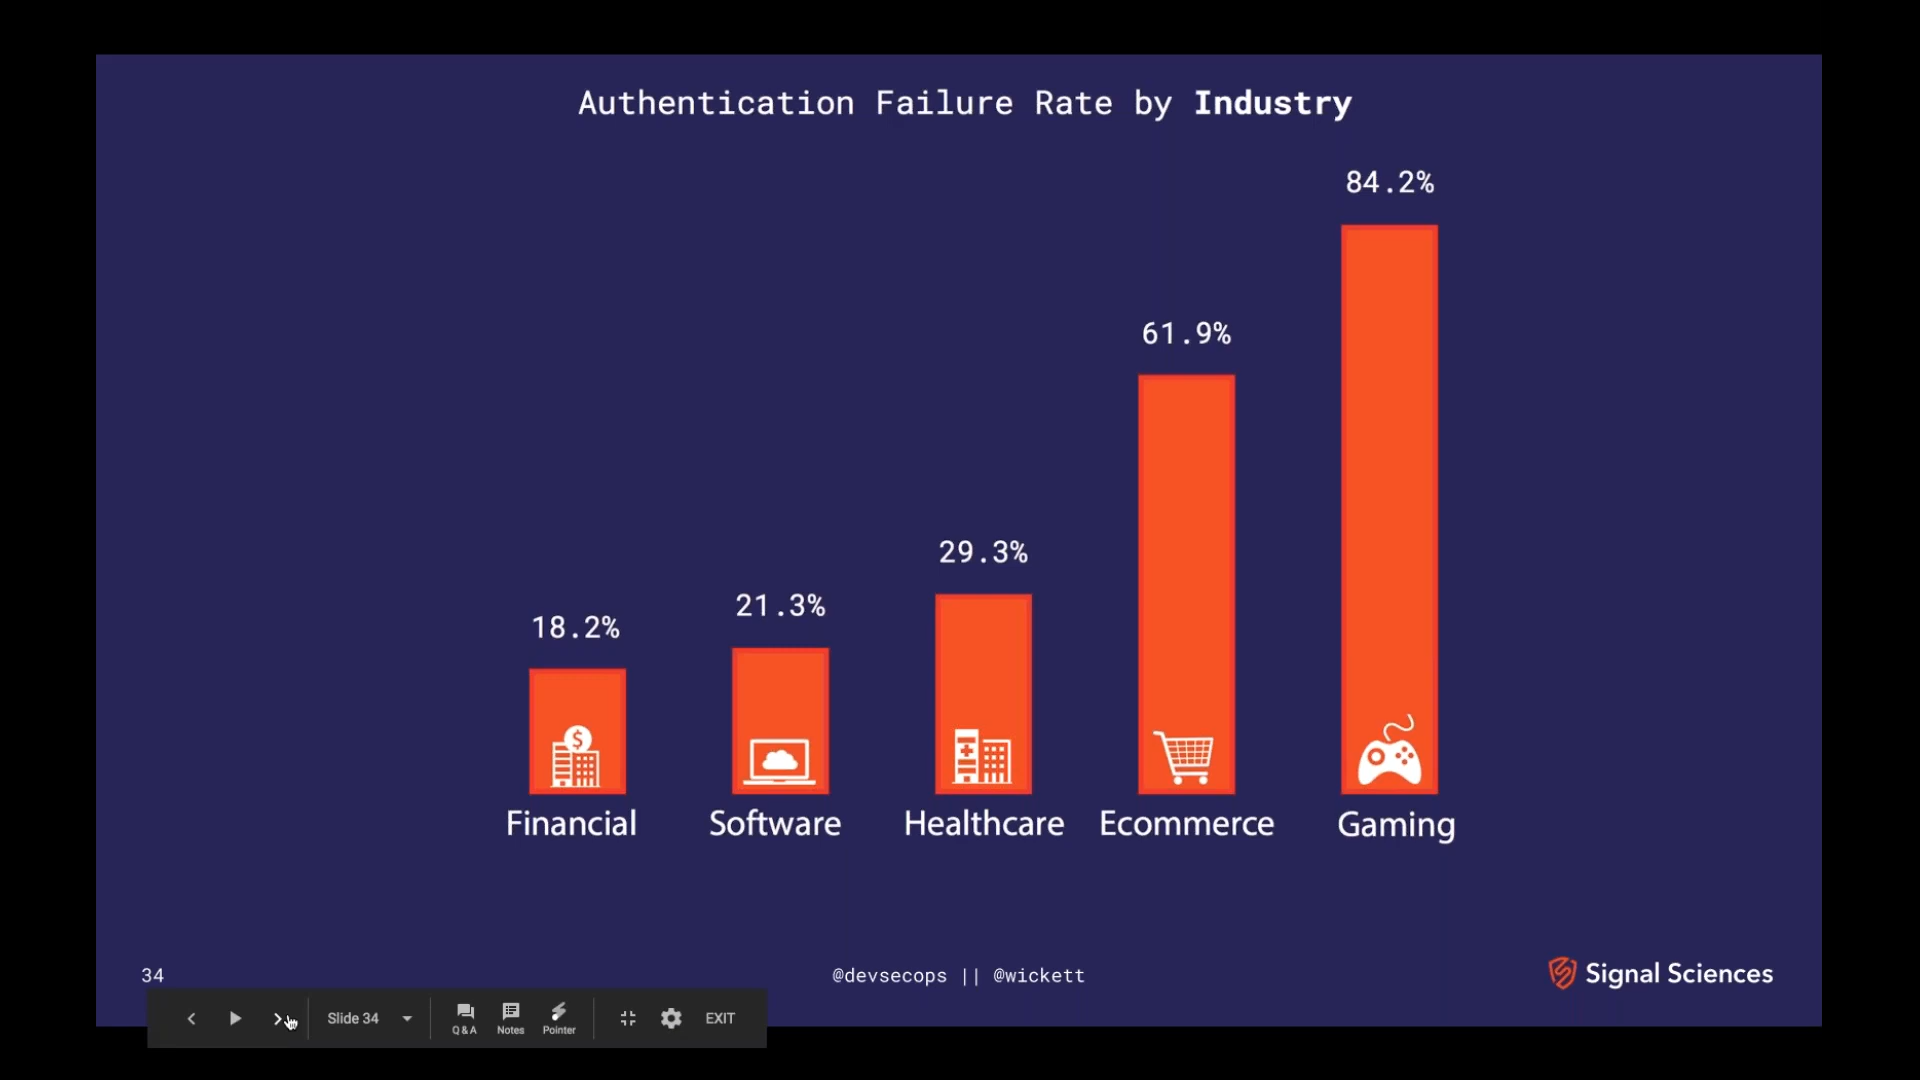 Authentication Failure Rate by Industry
84.2%
61.9%
29.3%
21.3%
18.2%
$
Financial
Software
Healthcare
Ecommerce
Gaming
34
@devsecops || @wickett
Signal Sciences
Slide 34
Q & A
Notes
Pointer
EXIT